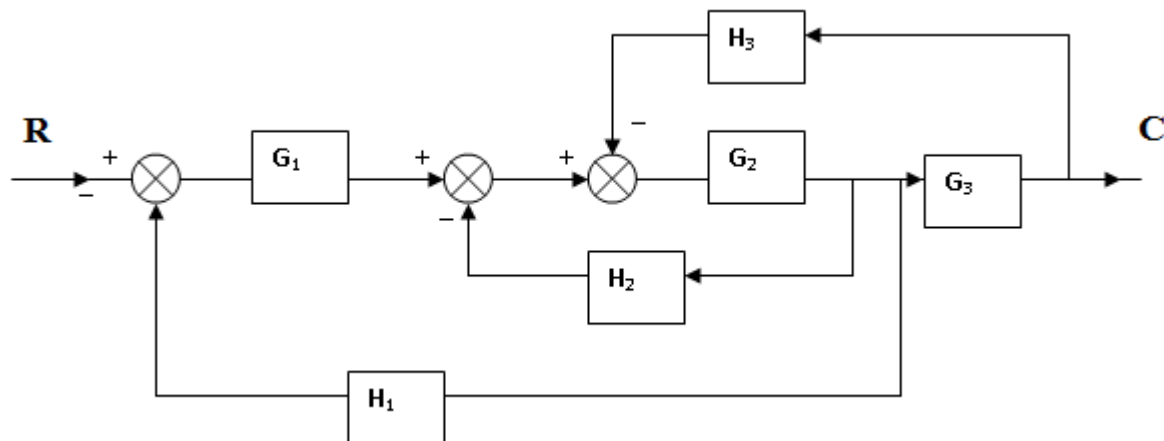 H₃
R
C
+
−
G₁
+
−
+
−
G₂
G₃
H₂
H₁